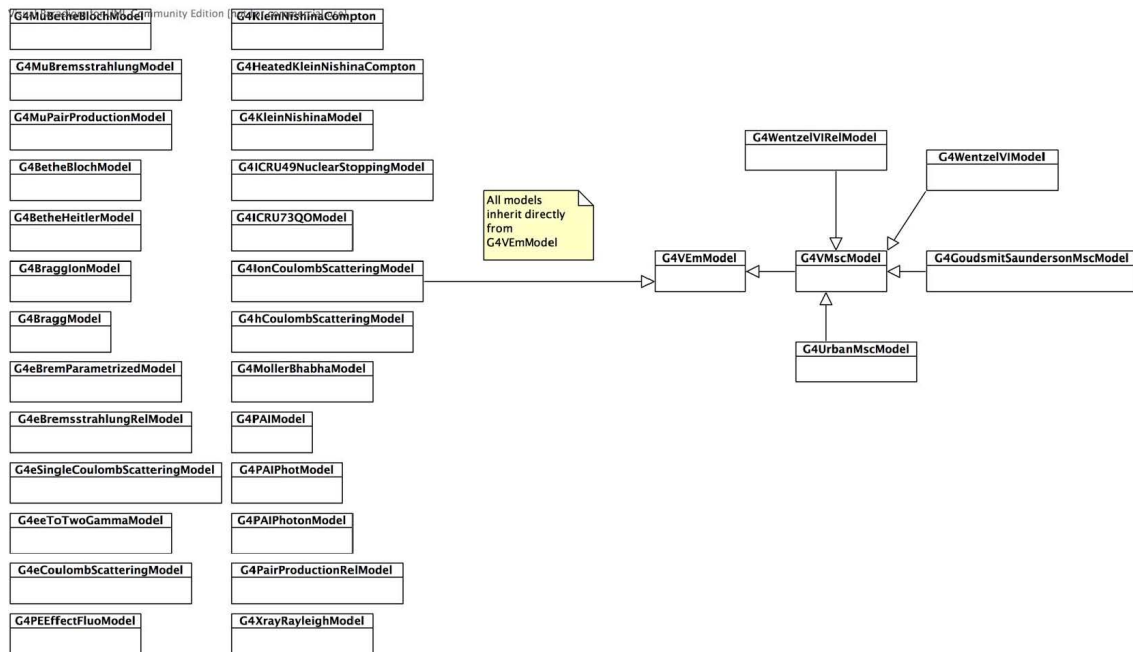 G4MuBetheBlochModel
G4MuBremsstrahlungModel
G4MuPairProductionModel
G4BetheBlochModel
G4BetheHeitlerModel
G4BraggIonModel
G4BraggModel
G4eBremParametrizedModel
G4eBremsstrahlungRelModel
G4eSingleCoulombScatteringModel
G4eeToTwoGammaModel
G4eCoulombScatteringModel
G4PEEffectFluoModel
Community Edition
G4KleinNishinaCompton
G4HeatedKleinNishinaCompton
G4KleinNishinaModel
G4ICRU49NuclearStoppingModel
G4ICRU73QOModel
G4IonCoulombScatteringModel
G4hCoulombScatteringModel
G4MollerBhabhaModel
G4PAIModel
G4PAIPhotModel
G4PAIPhotonModel
G4PairProductionRelModel
G4XrayRayleighModel
All models
inherit directly
from
G4VEmModel
G4VEmModel
G4WentzelVIRelModel
G4WentzelVIModel
G4VMscModel
G4GoudsmitSaundersonMscModel
G4UrbanMscModel